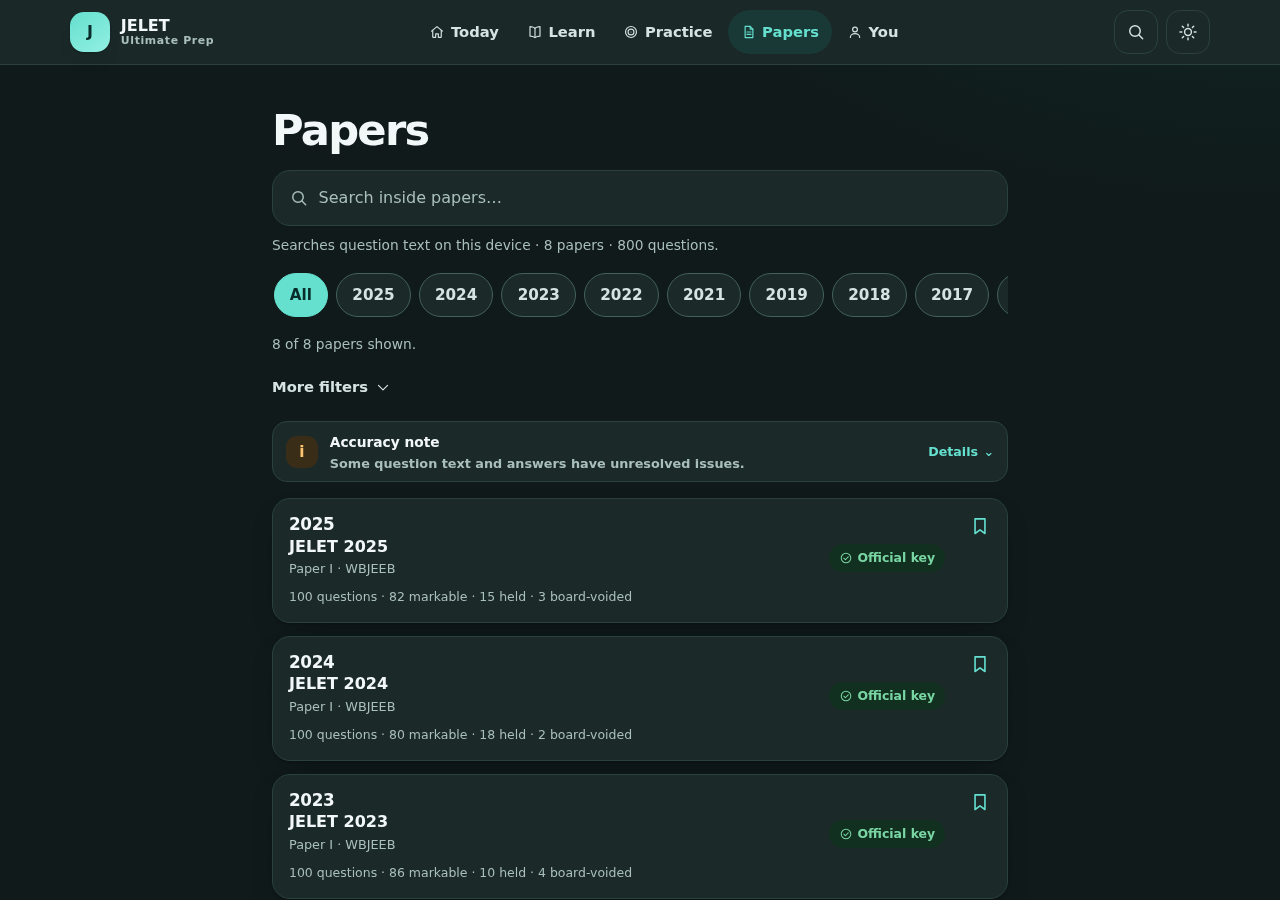 J
JELET
Ultimate Prep
Today
Learn
Practice
Papers
You
Papers
Search inside papers...
Searches question text on this device · 8 papers · 800 questions.
All
2025
2024
2023
2022
2021
2019
2018
2017
8 of 8 papers shown.
More filters
i
Accuracy note
Some question text and answers have unresolved issues.
Details
2025
JELET 2025
Paper I · WBJEEB
100 questions · 82 markable · 15 held · 3 board-voided
Official key
2024
JELET 2024
Paper I · WBJEEB
100 questions · 80 markable · 18 held · 2 board-voided
Official key
2023
JELET 2023
Paper I · WBJEEB
100 questions · 86 markable · 10 held · 4 board-voided
Official key